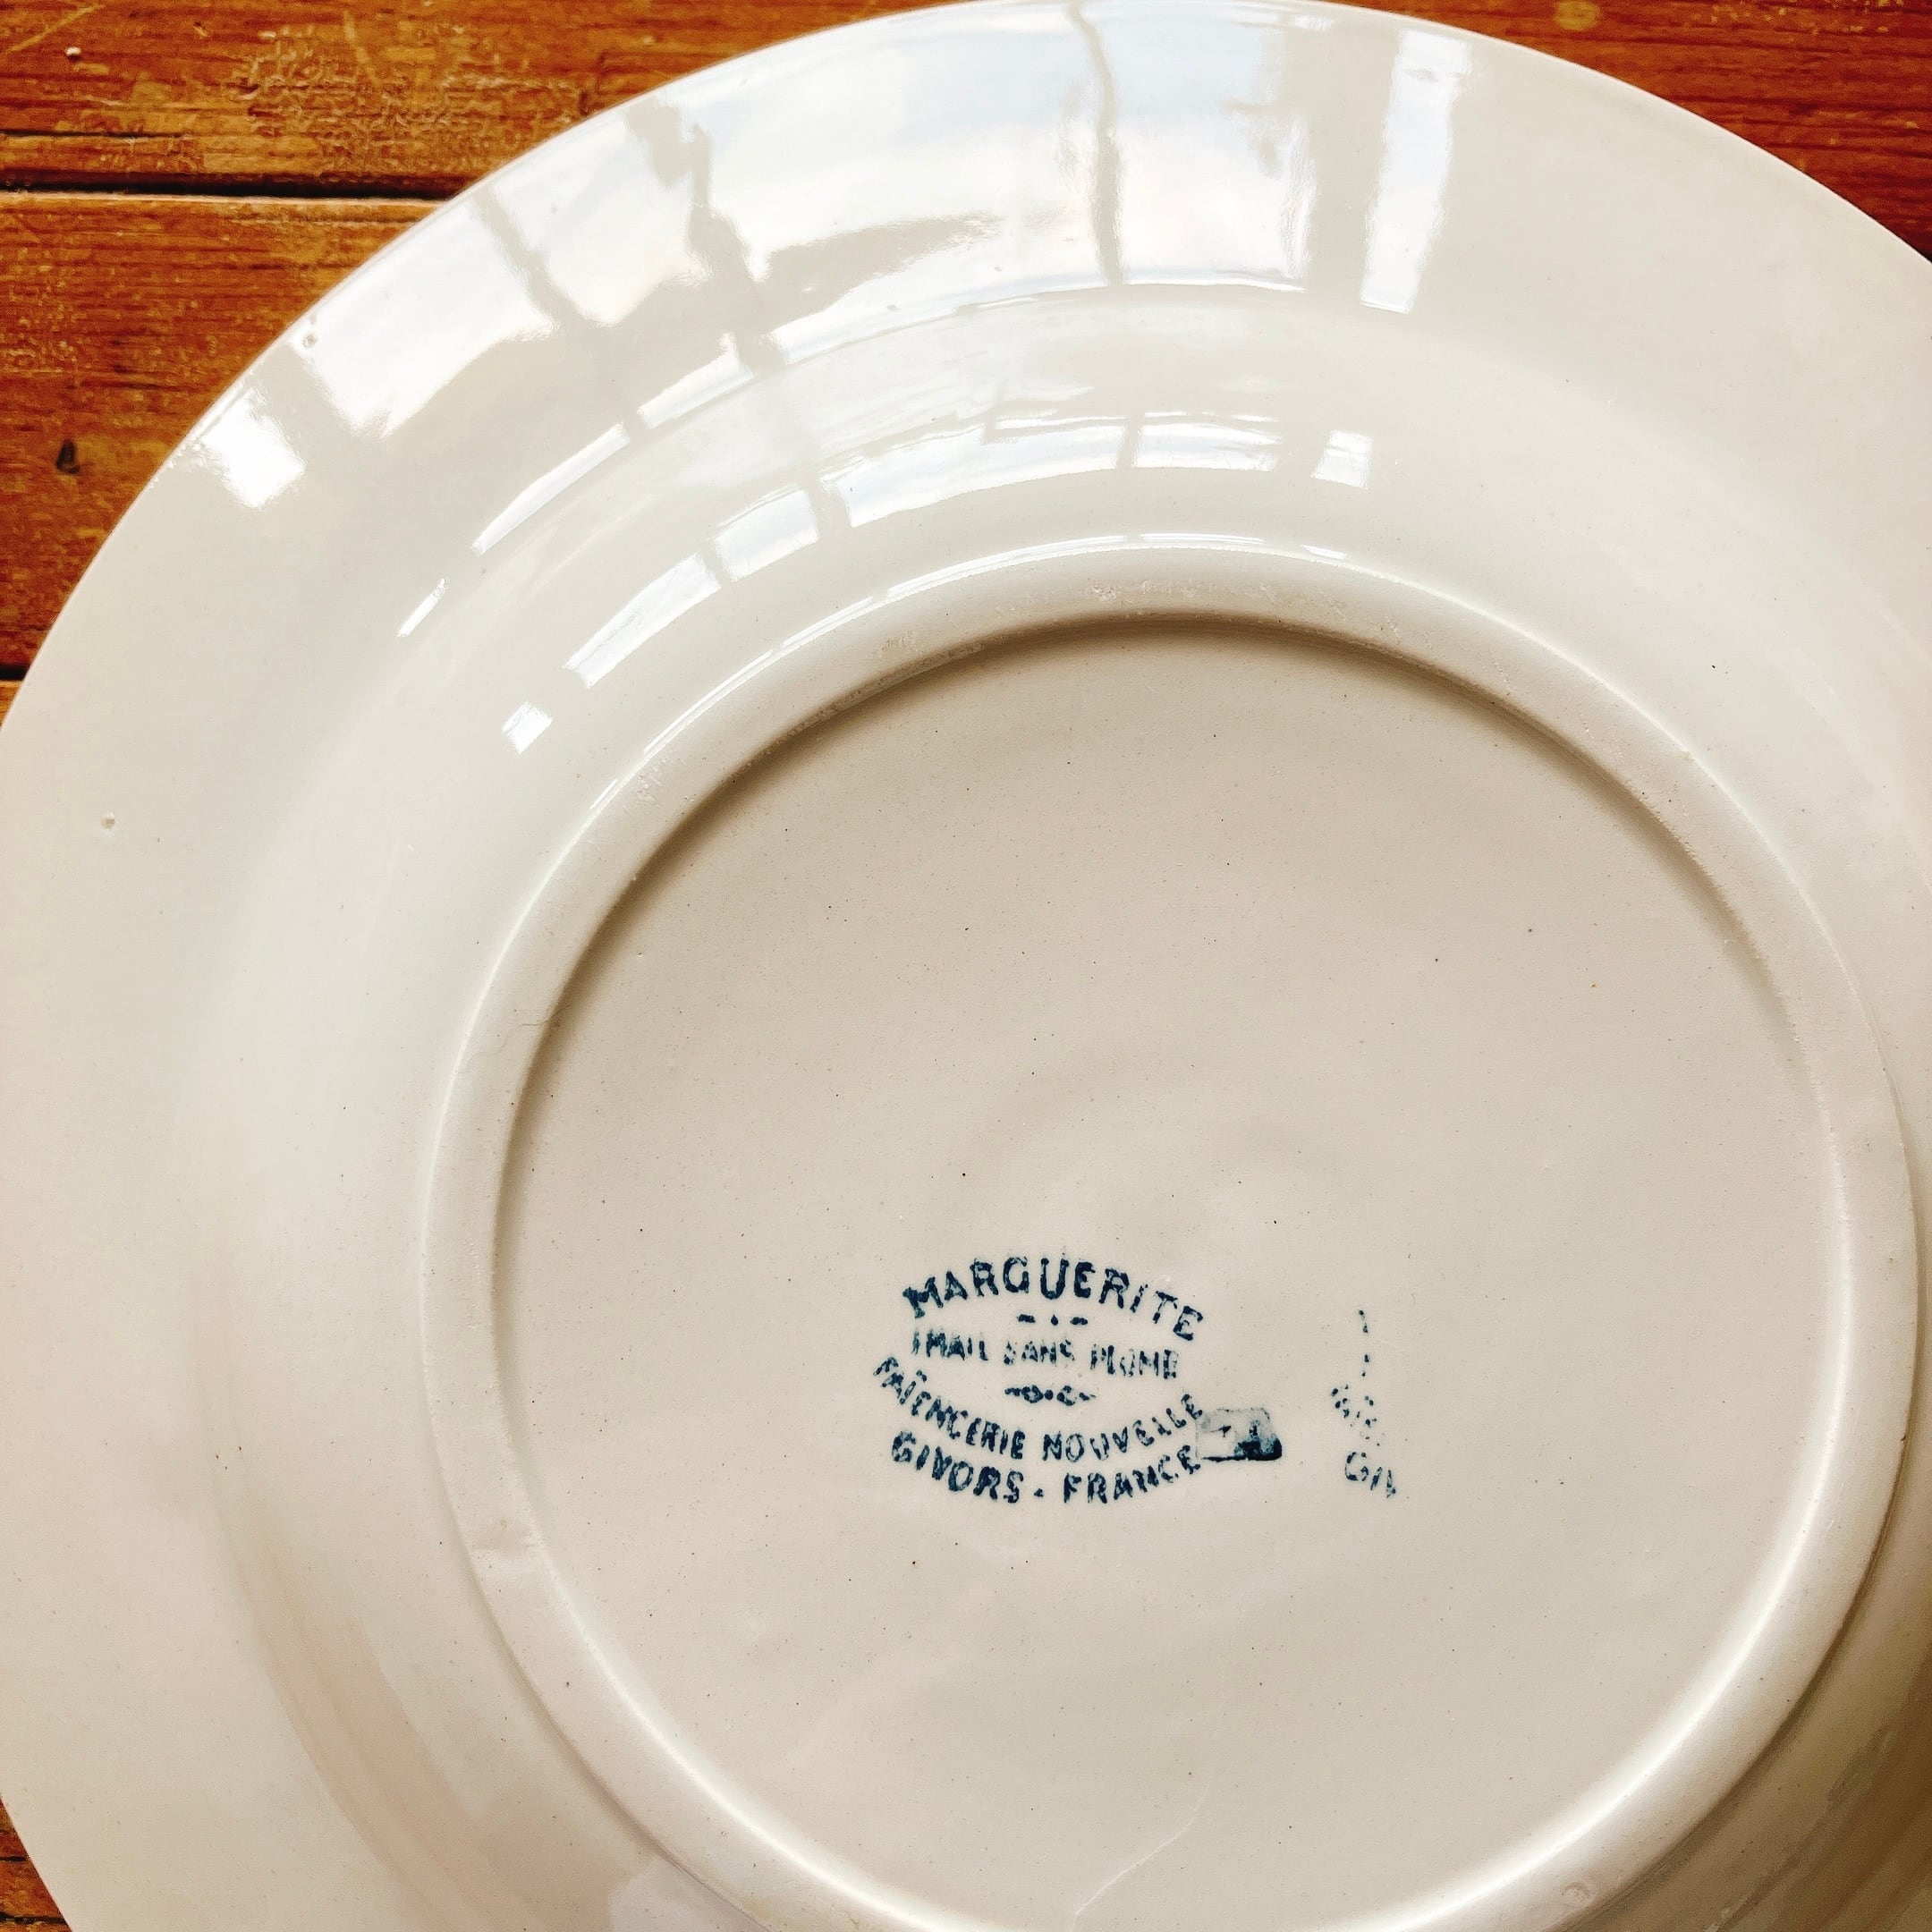 MARGUERITE
EMAIL SANS PLOMB
FAÏENCERIE NOUVELLE
GIVORS - FRANCE